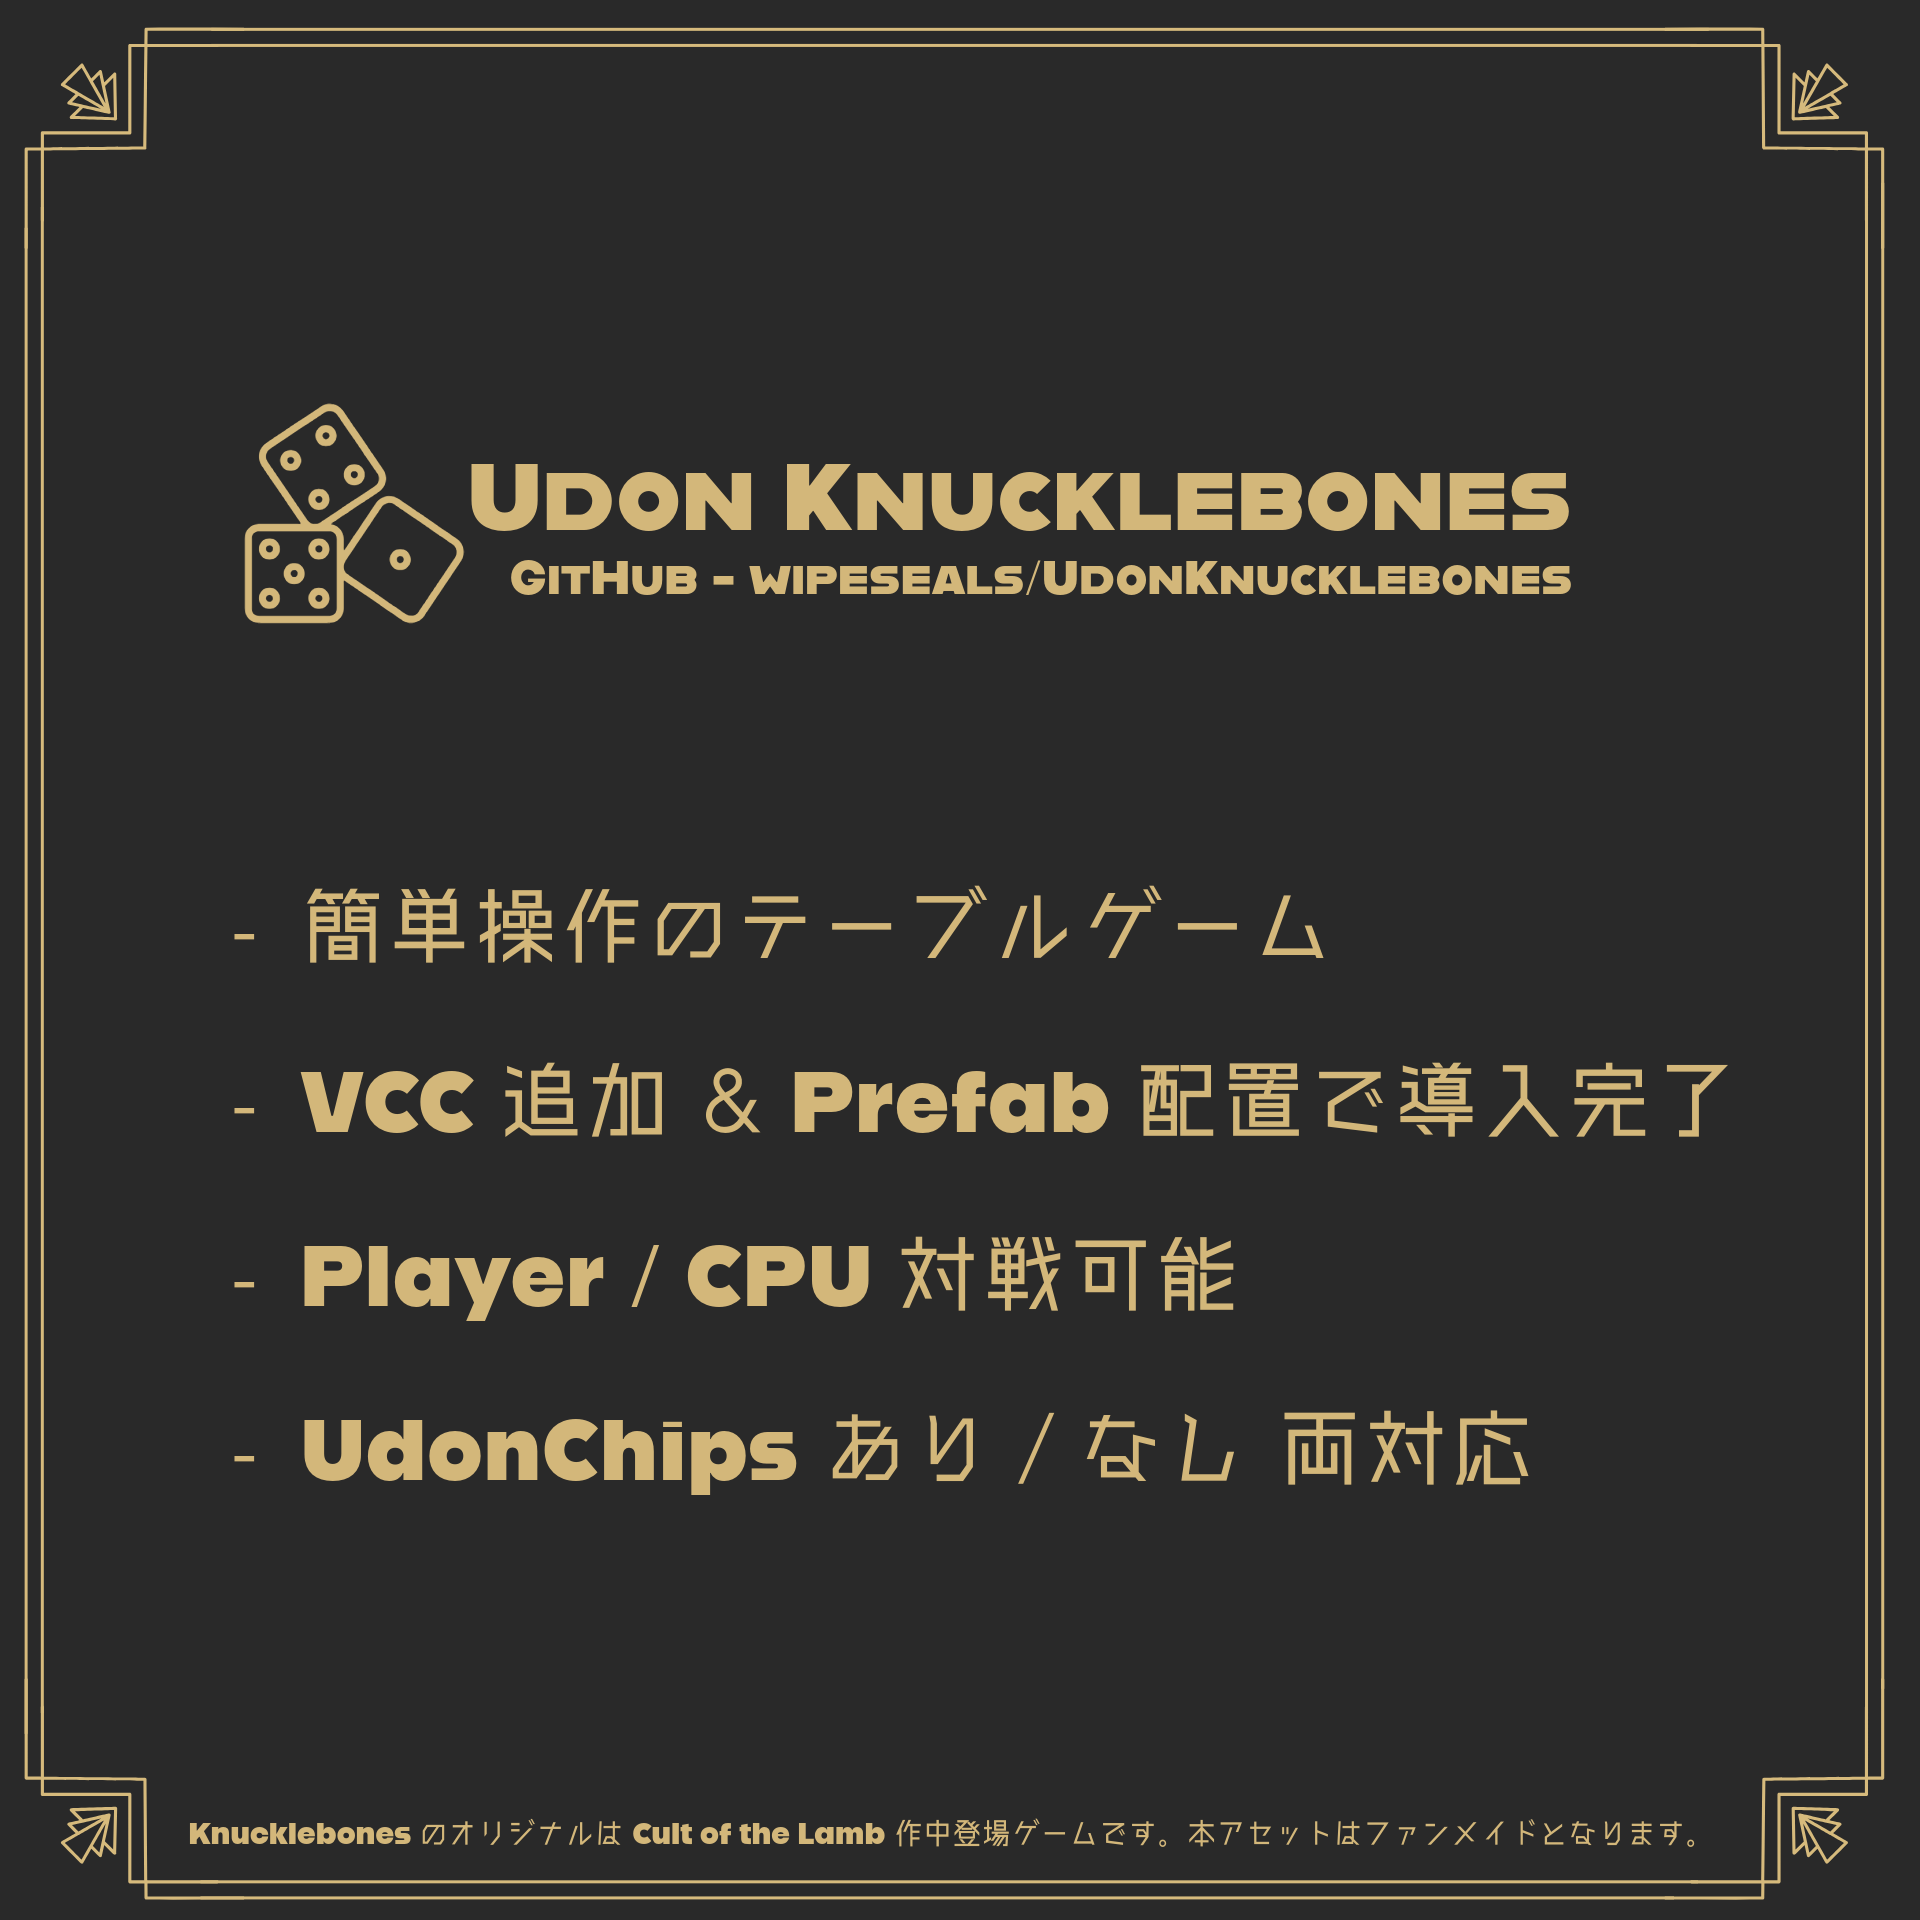 Udon Knucklebones
GitHub - wipeseals/UdonKnucklebones
- 簡単操作のテーブルゲーム
- VCC 追加 & Prefab 配置で導入完了
- Player / CPU 対戦可能
- UdonChips あり/なし 両対応
Knucklebones のオリジナルは Cult of the Lamb 作中登場ゲームです。本アセットはファンメイドとなります。